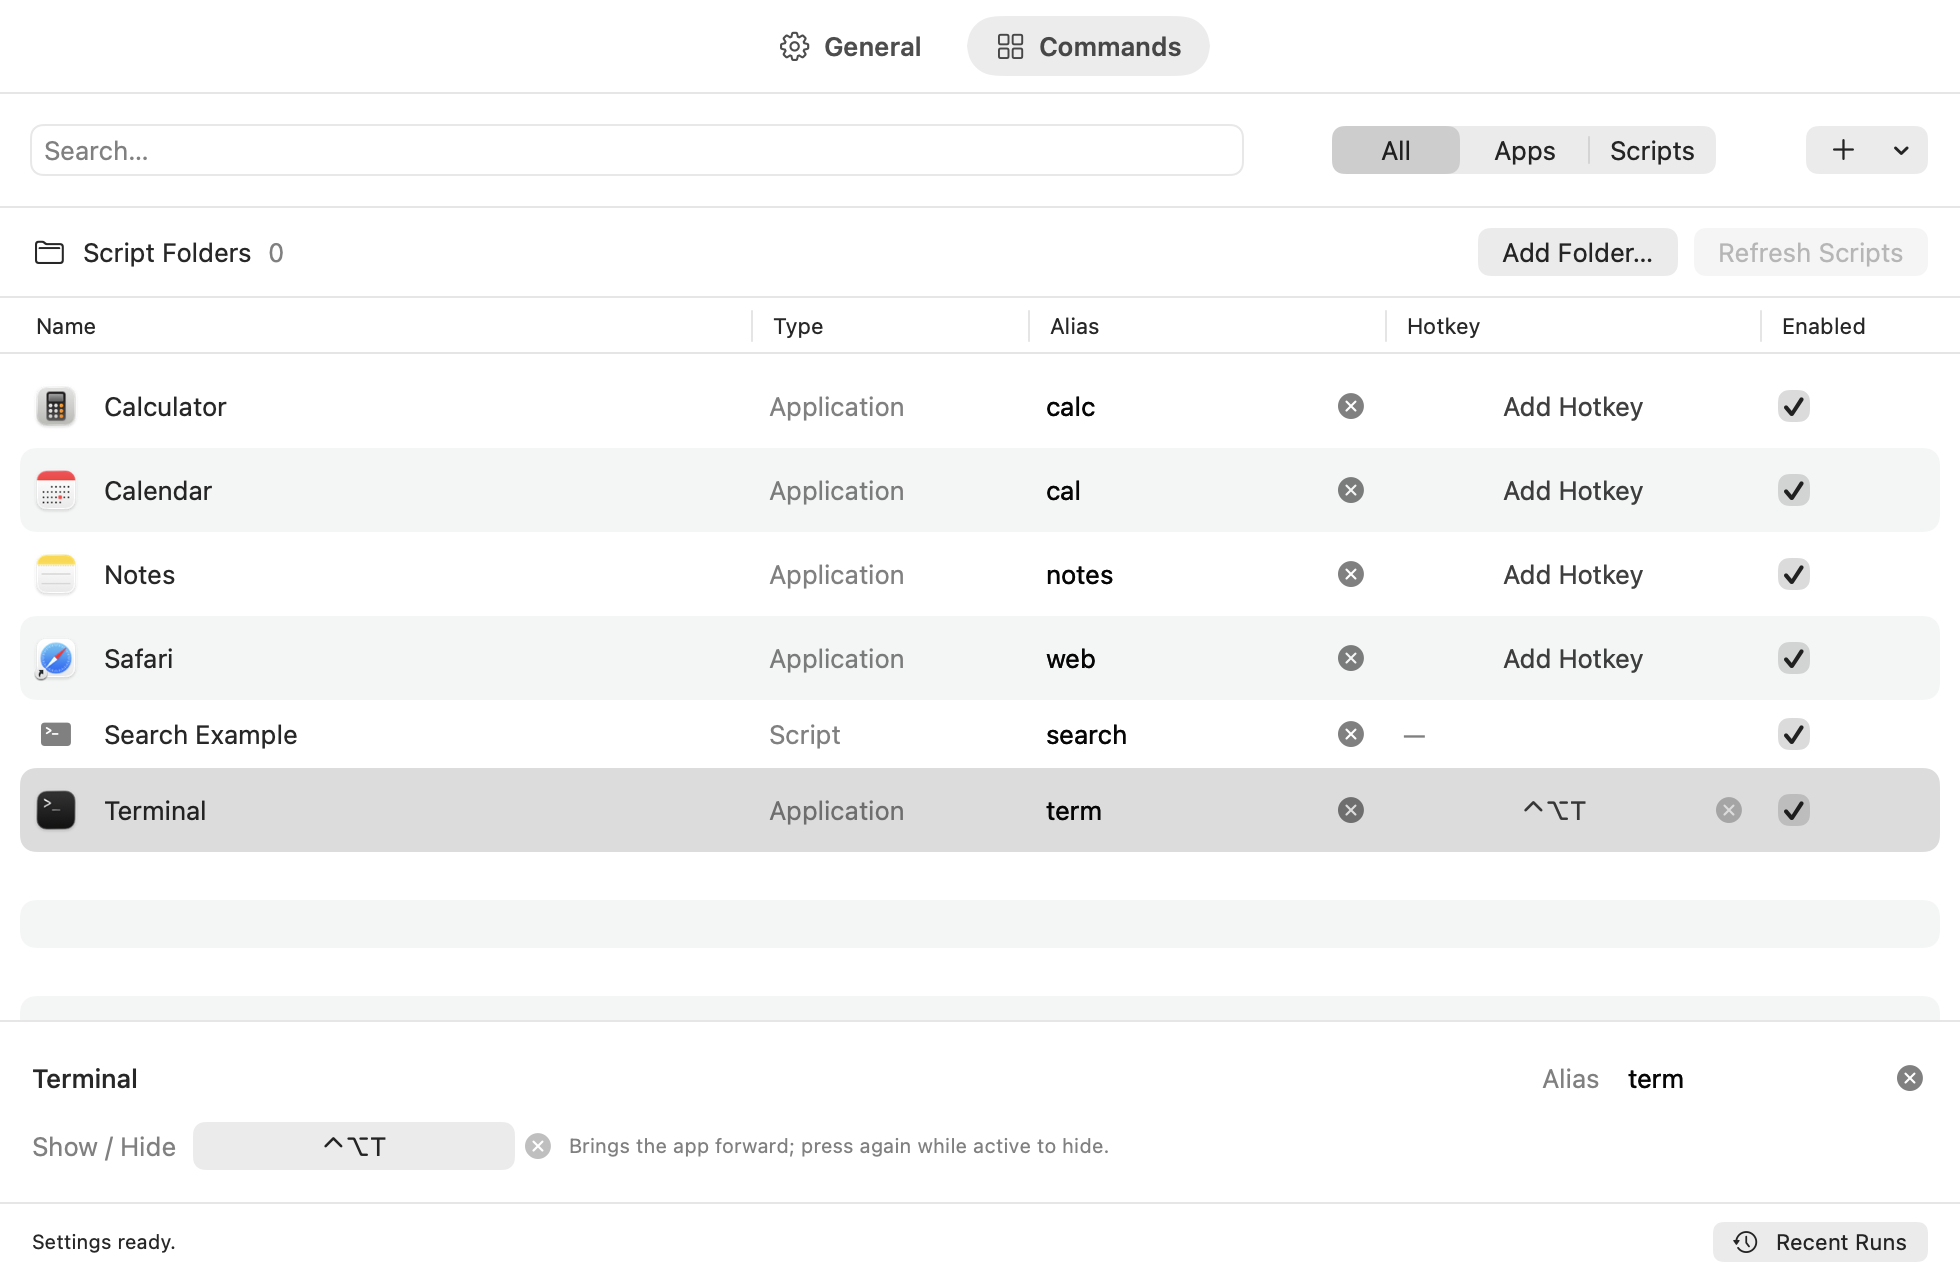 General Commands
Search... All Apps Scripts
Script Folders 0 Add Folder... Refresh Scripts
Name Type Alias Hotkey Enabled
Calculator Application calc Add Hotkey
Calendar Application cal Add Hotkey
Notes Application notes Add Hotkey
Safari Application web Add Hotkey
Search Example Script search —
Terminal Application term ^⌥T
Terminal Alias term
Show / Hide ^⌥T Brings the app forward; press again while active to hide.
Settings ready. Recent Runs